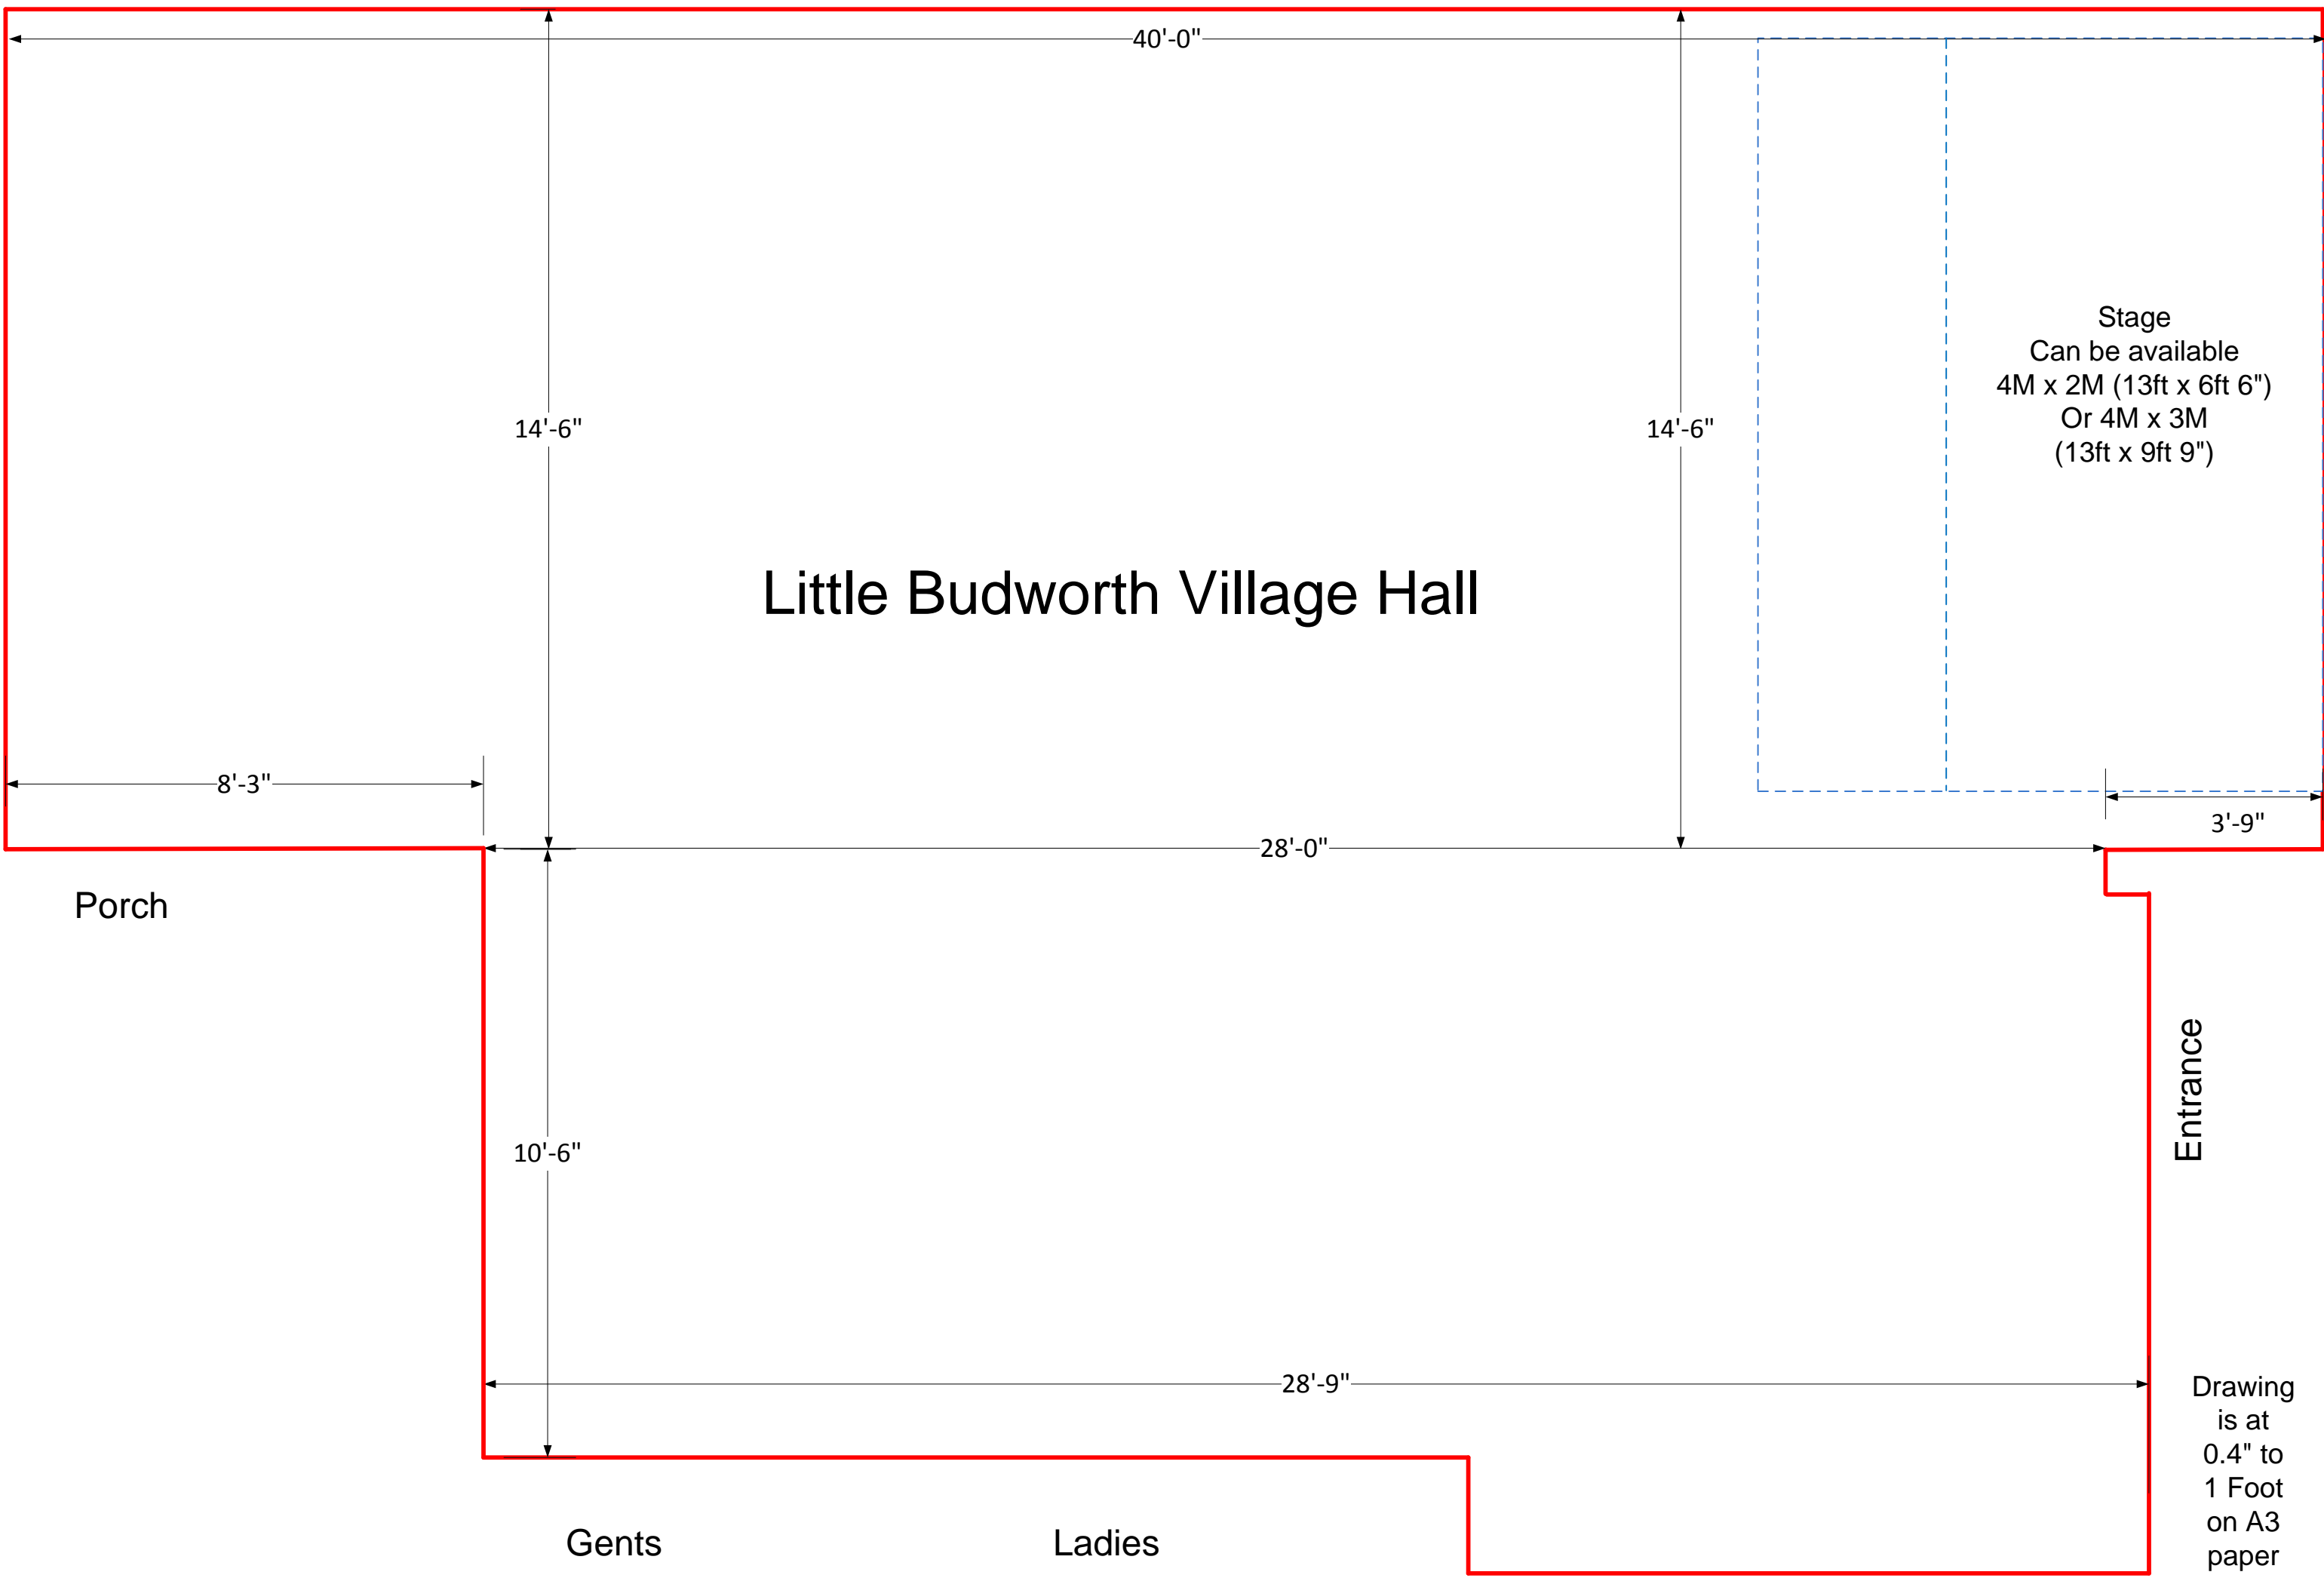 40'-0"
Stage
Can be available
4M x 2M (13ft x 6ft 6")
Or 4M x 3M
(13ft x 9ft 9")
14'-6"
14'-6"
Little Budworth Village Hall
8'-3"
3'-9"
28'-0"
Porch
Entrance
10'-6"
28'-9"
Drawing
is at
0.4" to
1 Foot
on A3
paper
Gents
Ladies